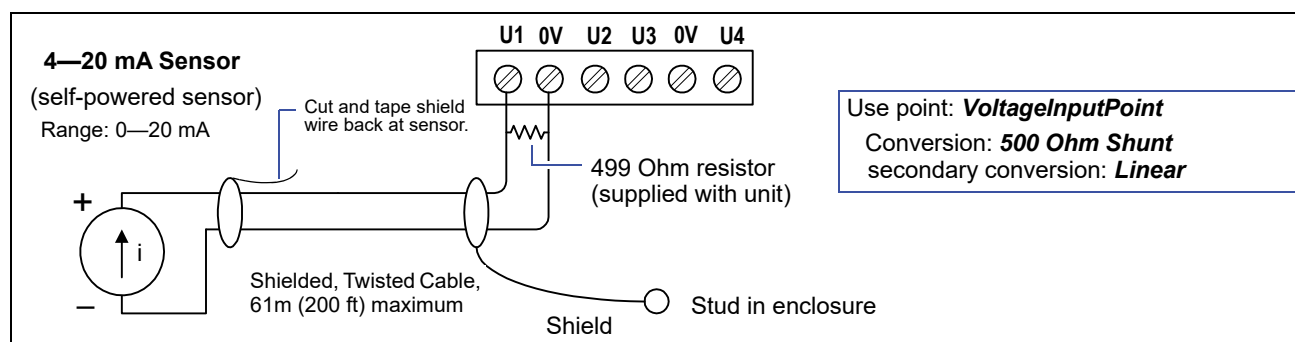 U1 0V U2 U3 0V U4
4—20 mA Sensor
(self-powered sensor)
Range: 0—20 mA
Cut and tape shield
wire back at sensor.
499 Ohm resistor
(supplied with unit)
Use point: VoltageInputPoint
Conversion: 500 Ohm Shunt
secondary conversion: Linear
+
i
–
Shielded, Twisted Cable,
61m (200 ft) maximum
Shield
Stud in enclosure